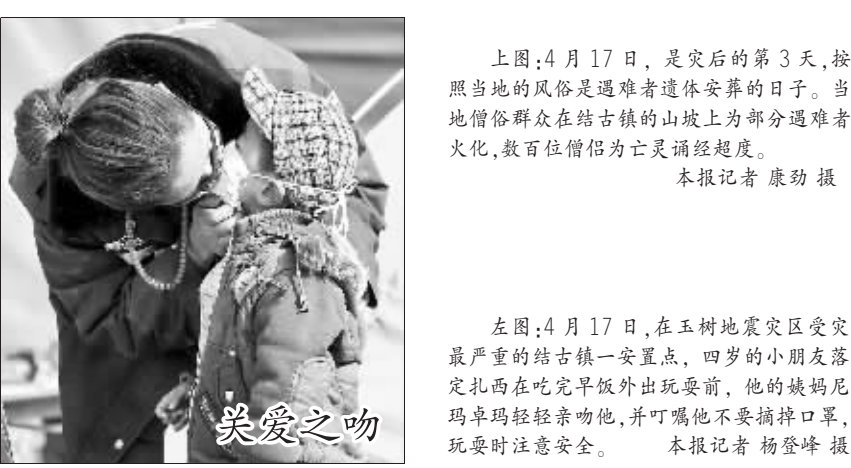 上图:4月17日，是灾后的第3天,按
照当地的风俗是遇难者遗体安葬的日子。当
地僧俗群众在结古镇的山坡上为部分遇难者
火化,数百位僧侣为亡灵诵经超度。
本报记者 康劲 摄
关爱之吻
左图:4月17日,在玉树地震灾区受灾
最严重的结古镇一安置点，四岁的小朋友落
定扎西在吃完早饭外出玩耍前，他的姨妈尼
玛卓玛轻轻亲吻他,并叮嘱他不要摘掉口罩,
玩耍时注意安全。 本报记者 杨登峰 摄